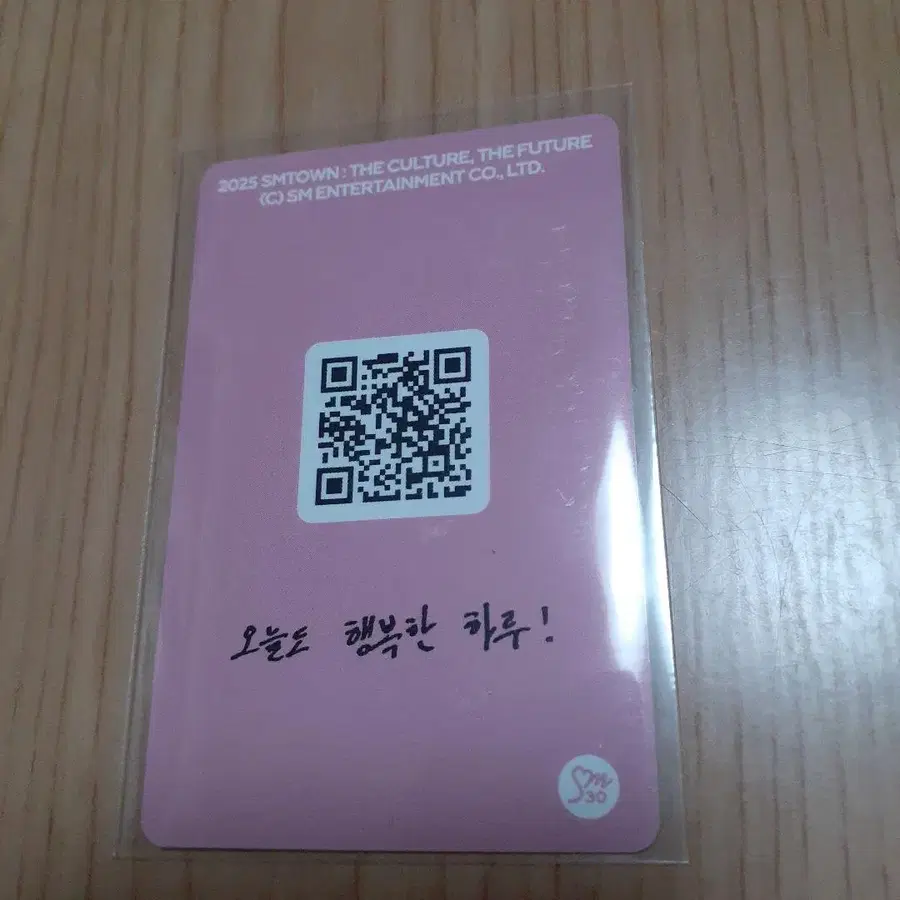 2025 SMTOWN : THE CULTURE, THE FUTURE
(C) SM ENTERTAINMENT CO., LTD.
오늘도 행복한 하루!
Sm
30